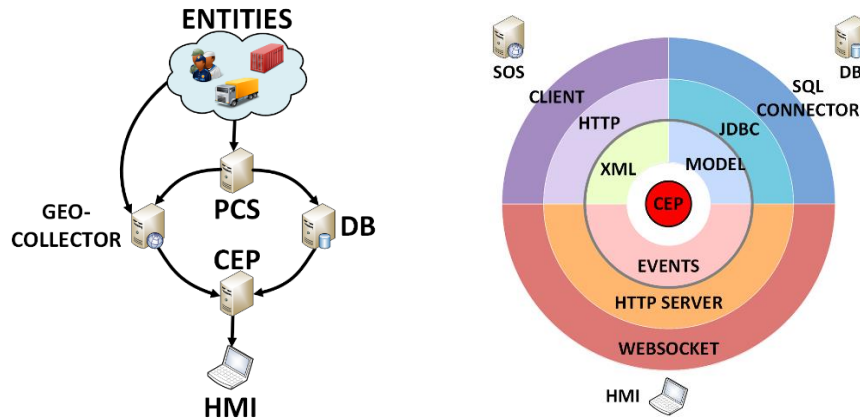 ENTITIES
PCS
GEO-
COLLECTOR
DB
CEP
HMI
SOS
DB
CLIENT
SQL
CONNECTOR
HTTP
JDBC
XML
MODEL
CEP
EVENTS
HTTP SERVER
WEBSOCKET
HMI